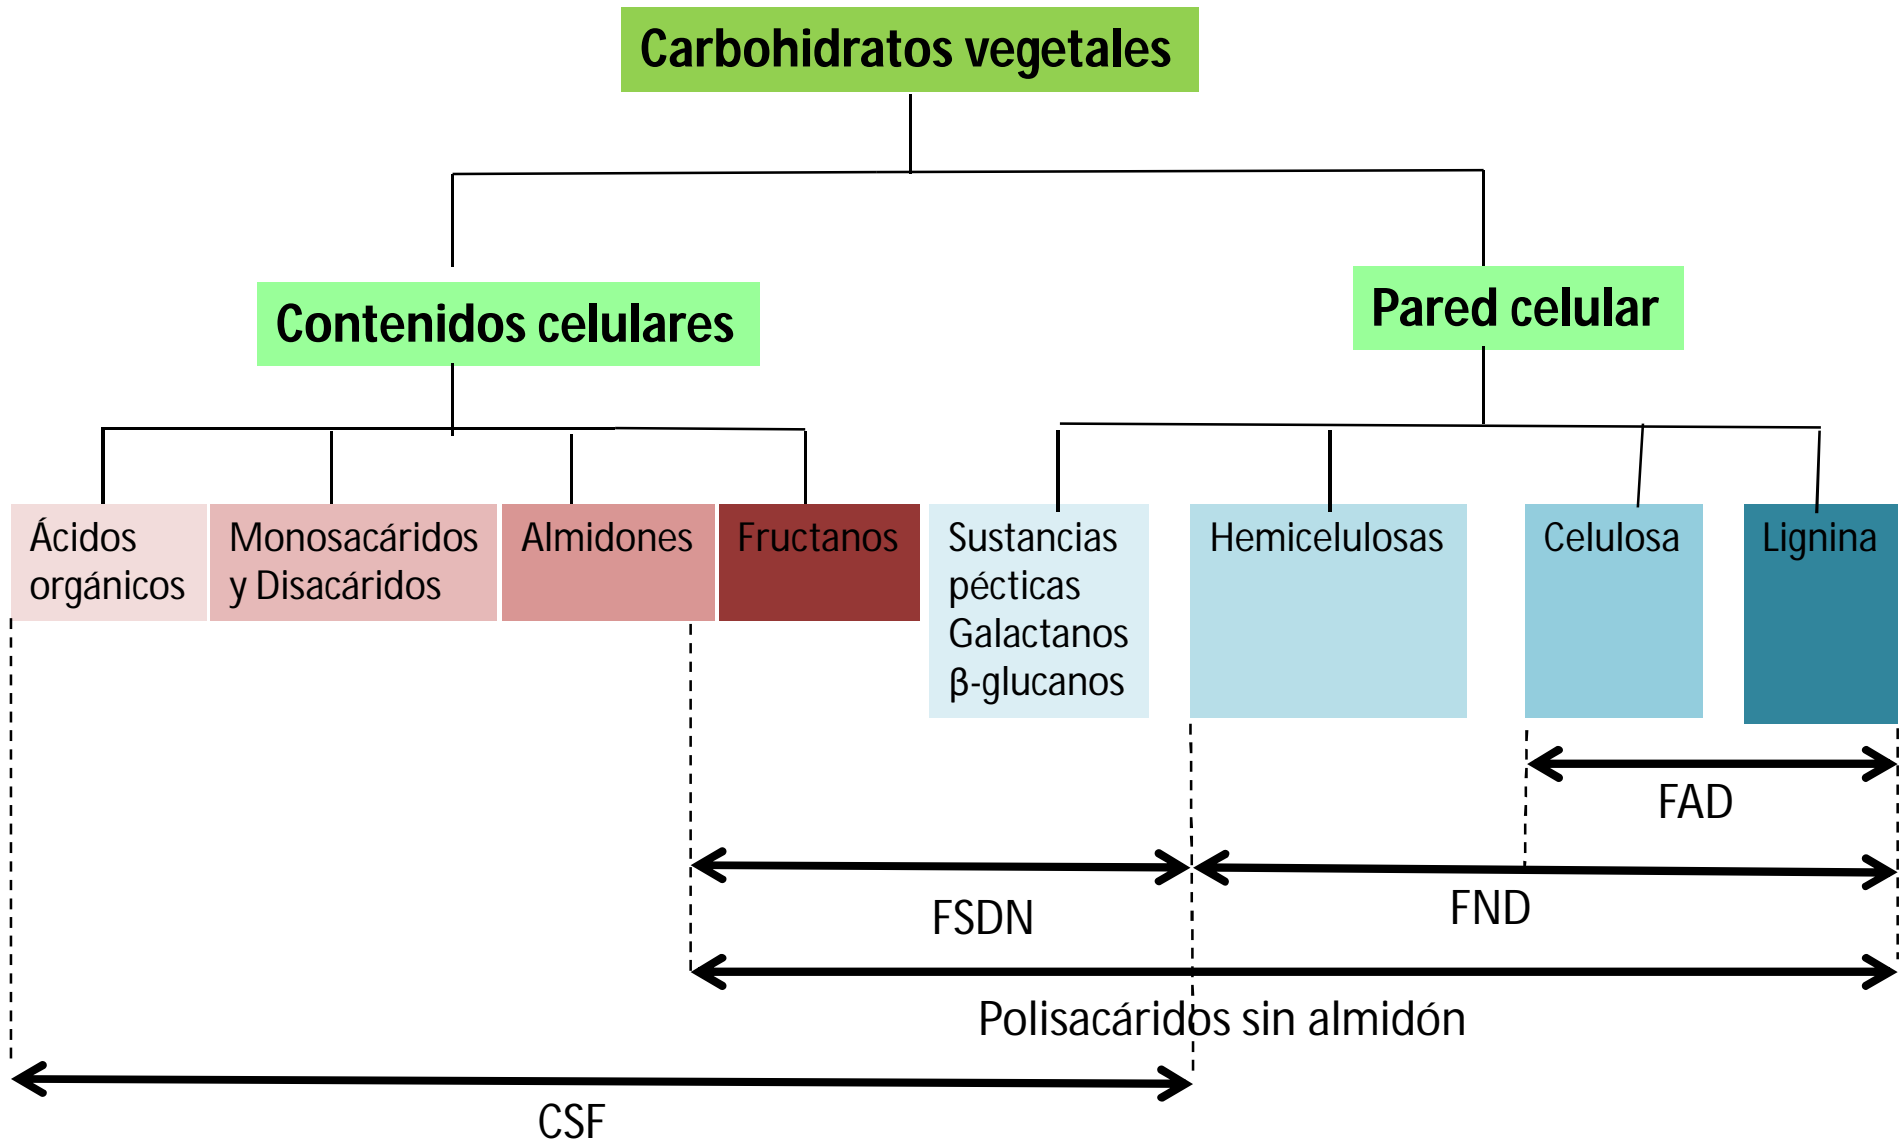 Carbohidratos vegetales
Contenidos celulares
Pared celular
Ácidos
orgánicos
Monosacáridos
y Disacáridos
Almidones
Fructanos
Sustancias
pécticas
Galactanos
β-glucanos
Hemicelulosas
Celulosa
Lignina
FAD
FSDN
FND
Polisacáridos sin almidón
CSF